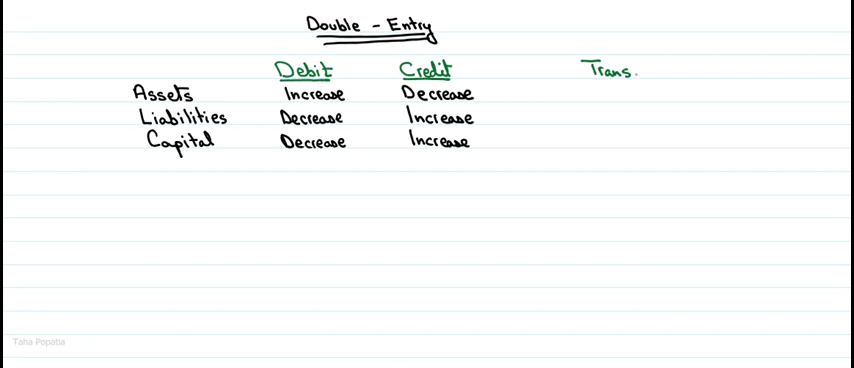 Double - Entry
Debit Credit Trans.
Assets Increase Decrease
Liabilities Decrease Increase
Capital Decrease Increase
Taha Popatia